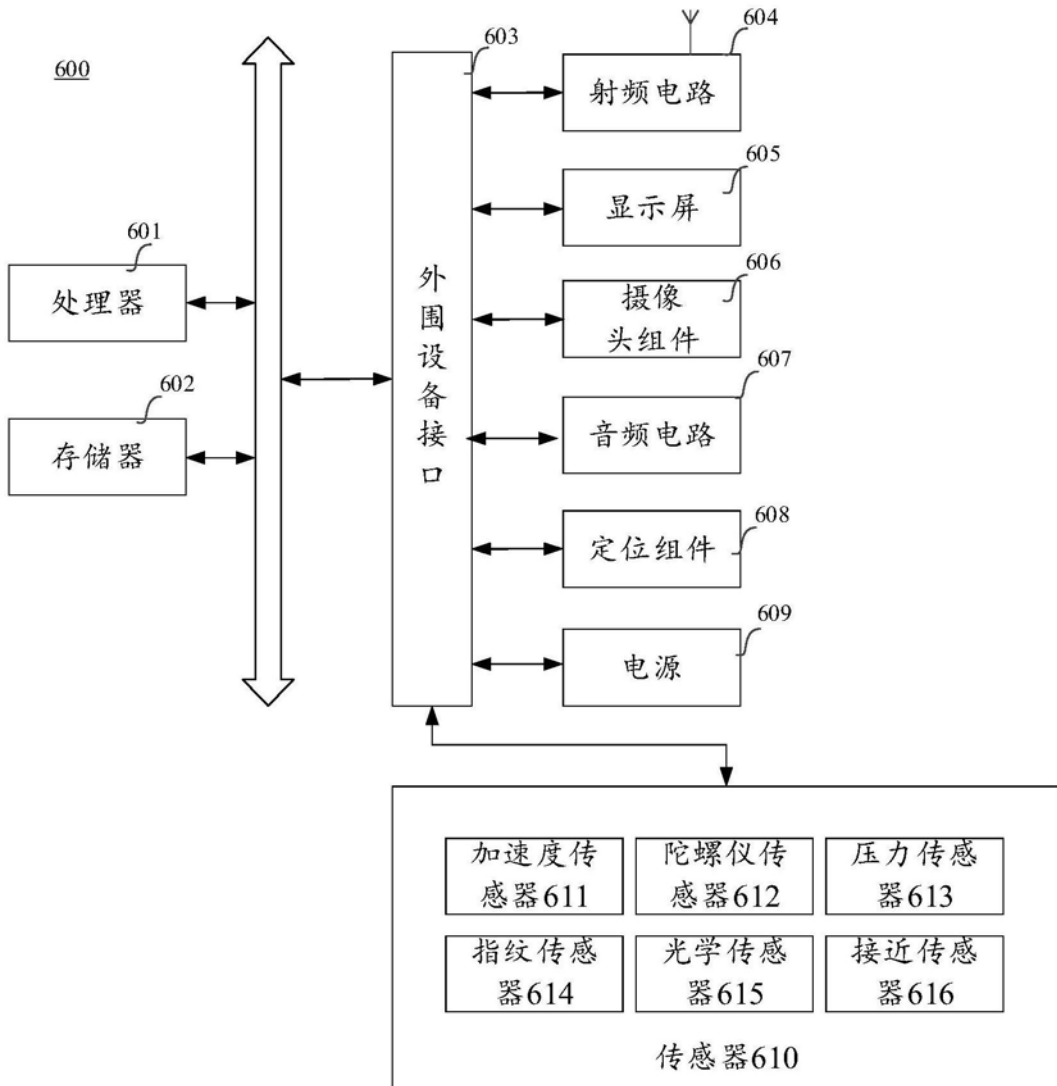 600
603
604
射频电路
605
显示屏
601
处理器
606
摄像
头组件
外
围
设
备
接
口
602
存储器
607
音频电路
608
定位组件
609
电源
加速度传
感器611
陀螺仪传
感器612
压力传感
器613
指纹传感
器614
光学传感
器615
接近传感
器616
传感器610